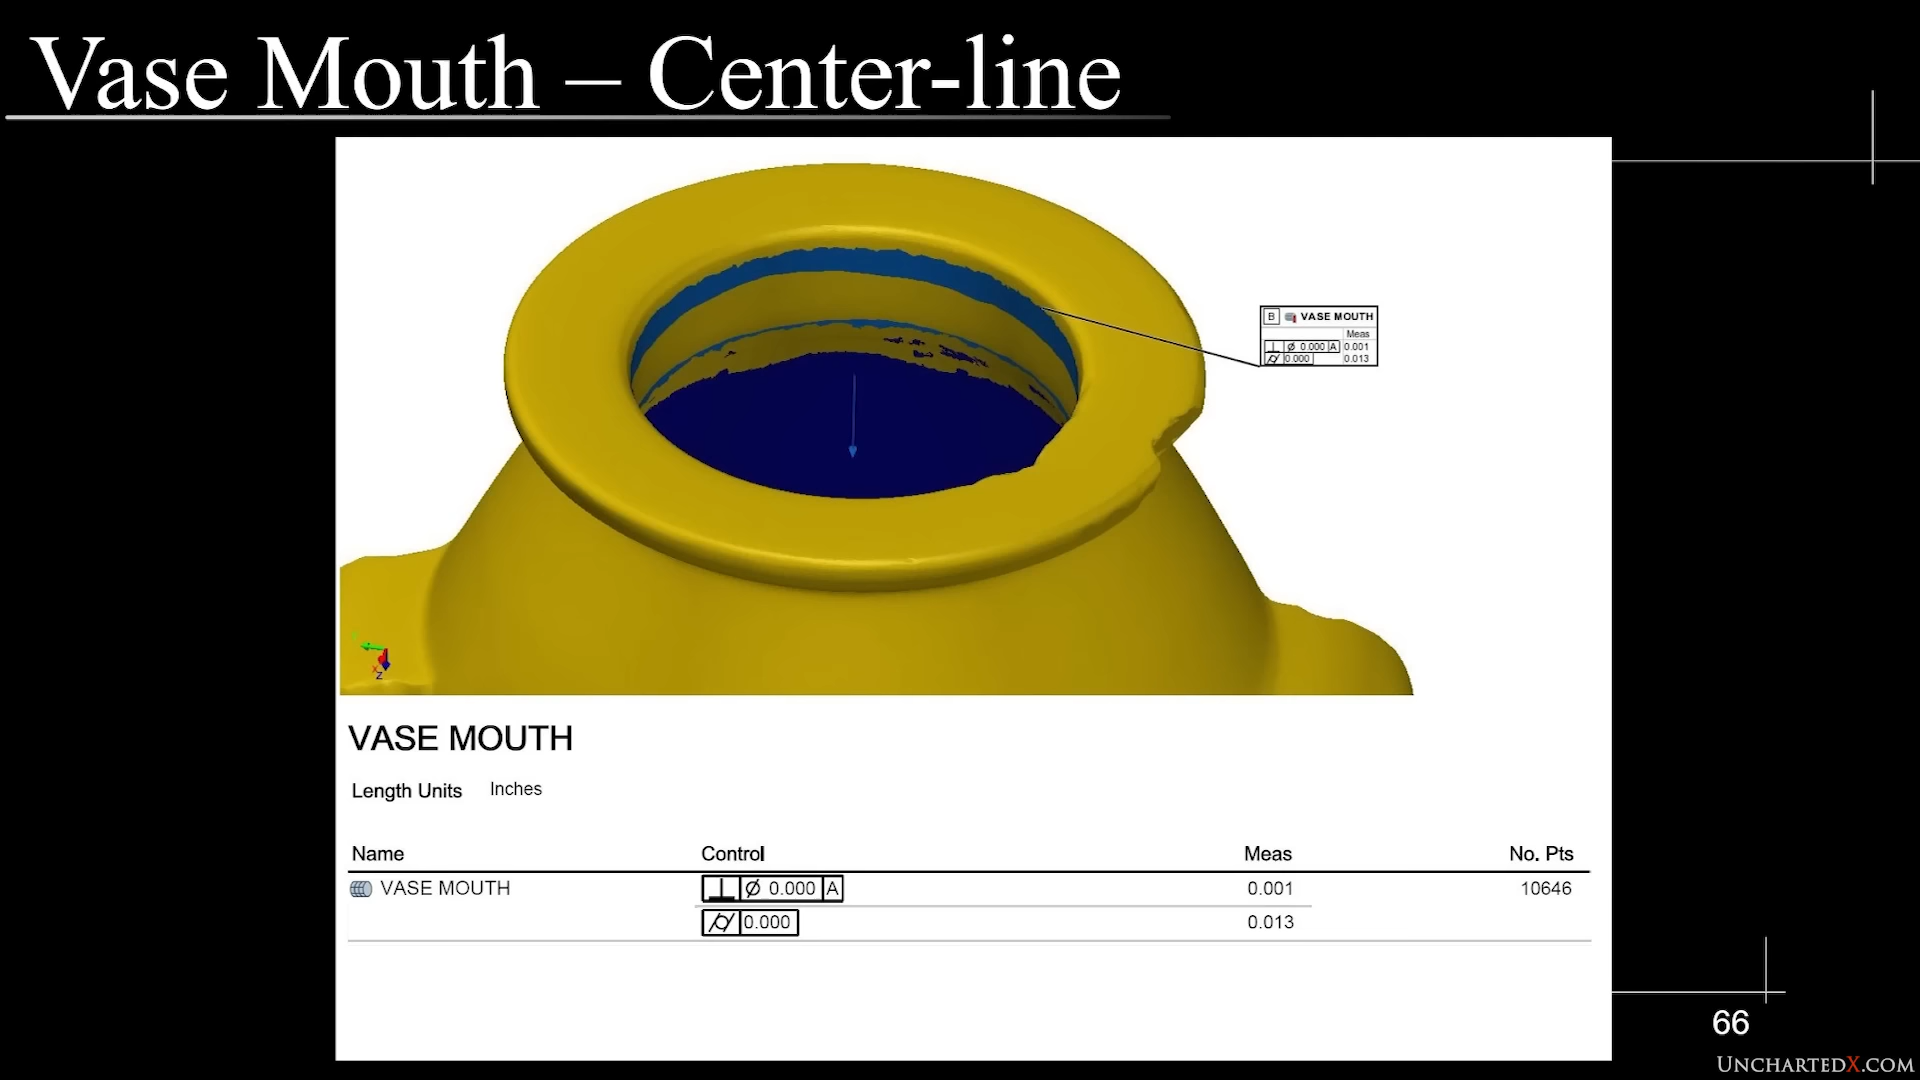 Vase Mouth – Center-line
B VASE MOUTH
Meas
⊥ Ø 0.000 A 0.001
⌭ 0.000 0.013
X
Z
VASE MOUTH
Length Units Inches
Name Control Meas No. Pts
VASE MOUTH ⊥ Ø 0.000 A 0.001 10646
⌭ 0.000 0.013
66
UNCHARTEDX.COM